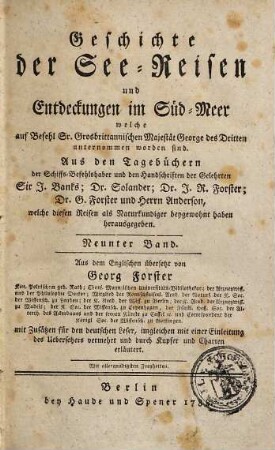 Geschichte
der See-Reisen
und
Entdeckungen im Süd-Meer
welche
auf Befehl Sr. Grosbrittannischen Majestät George des Dritten
unternommen worden sind.
Aus den Tagebüchern
der Schiffs-Befehlshaber und den Handschriften der Gelehrten
Sir J. Banks; Dr. Solander; Dr. J. R. Forster;
Dr. G. Forster und Herrn Anderson,
welche diesen Reisen als Naturkundiger beygewohnt haben
herausgegeben.
Neunter Band.
Aus dem Englischen übersetzt von
Georg Forster
mit Zusätzen für den deutschen Leser, imgleichen mit einer Einleitung
des Uebersetzers vermehrt und durch Kupfer und Charten
erläutert.
Mit allergnädigsten Freyheiten.
Berlin
bey Haude und Spener